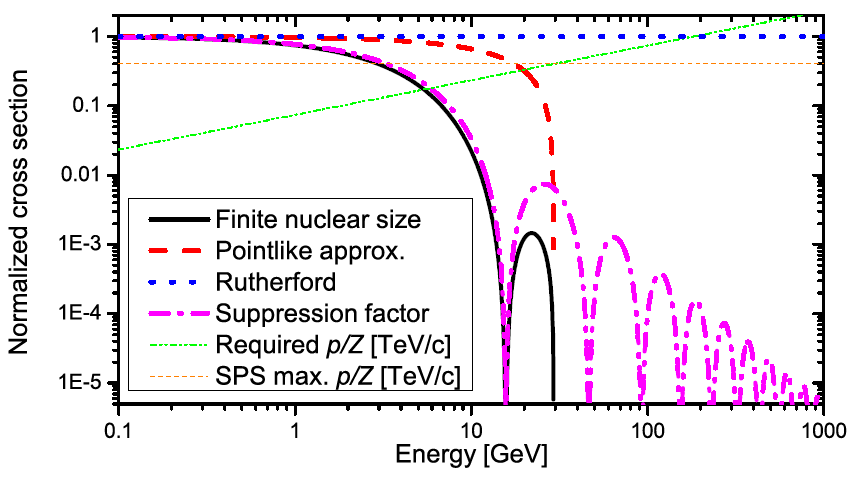 Normalized cross section
1
0.1
0.01
1E-3
1E-4
1E-5
Finite nuclear size
Pointlike approx.
Rutherford
Suppression factor
Required p/Z [TeV/c]
SPS max. p/Z [TeV/c]
0.1 1 10 100 1000
Energy [GeV]